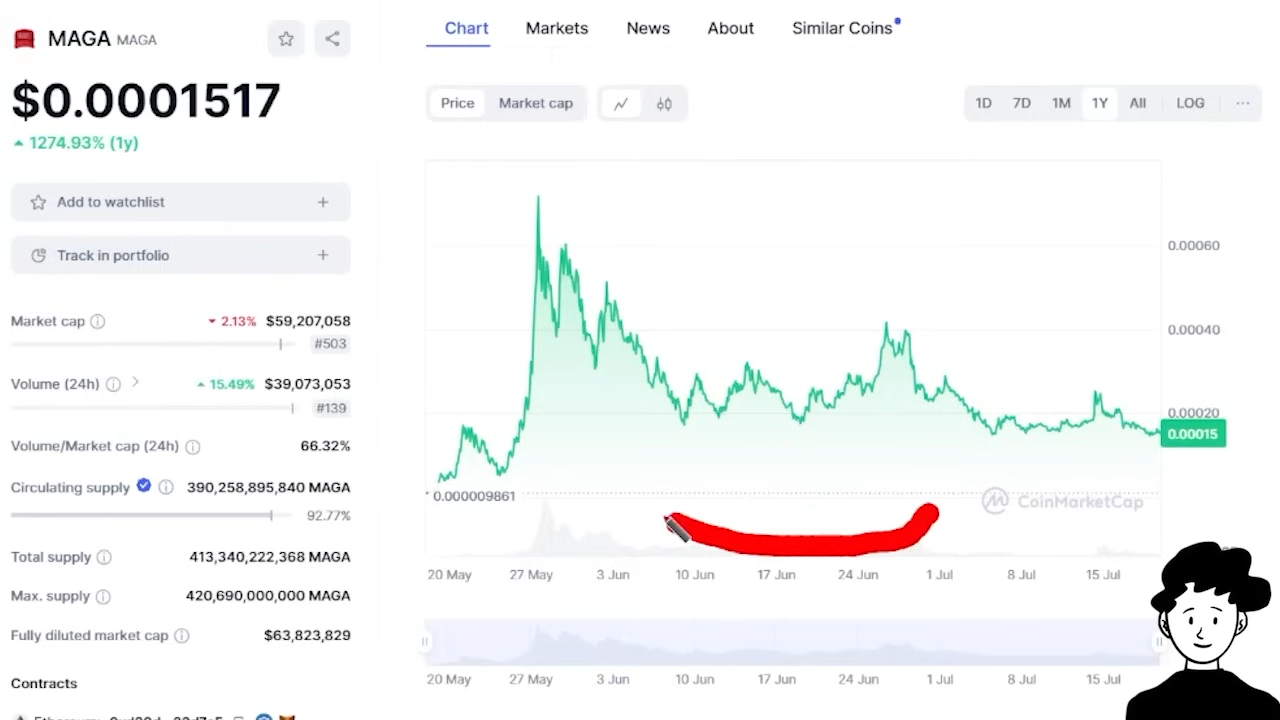 MAGA MAGA
$0.0001517
1274.93% (1y)
Add to watchlist
Track in portfolio
Market cap 2.13% $59,207,058
#503
Volume (24h) 15.49% $39,073,053
#139
Volume/Market cap (24h) 66.32%
Circulating supply 390,258,895,840 MAGA
92.77%
Total supply 413,340,222,368 MAGA
Max. supply 420,690,000,000 MAGA
Fully diluted market cap $63,823,829
Contracts
Chart Markets News About Similar Coins
Price Market cap 1D 7D 1M 1Y All LOG
0.00060
0.00040
0.00020
0.00015
0.000009861
CoinMarketCap
20 May 27 May 3 Jun 10 Jun 17 Jun 24 Jun 1 Jul 8 Jul 15 Jul
20 May 27 May 3 Jun 10 Jun 17 Jun 24 Jun 1 Jul 8 Jul 15 Jul